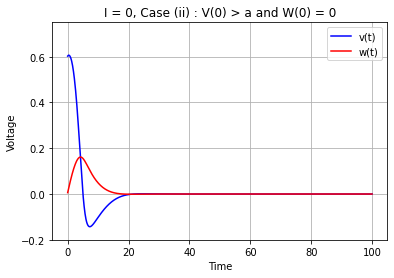 I = 0, Case (ii) : V(0) > a and W(0) = 0
v(t)
w(t)
Voltage
0.6
0.4
0.2
0.0
−0.2
0 20 40 60 80 100
Time